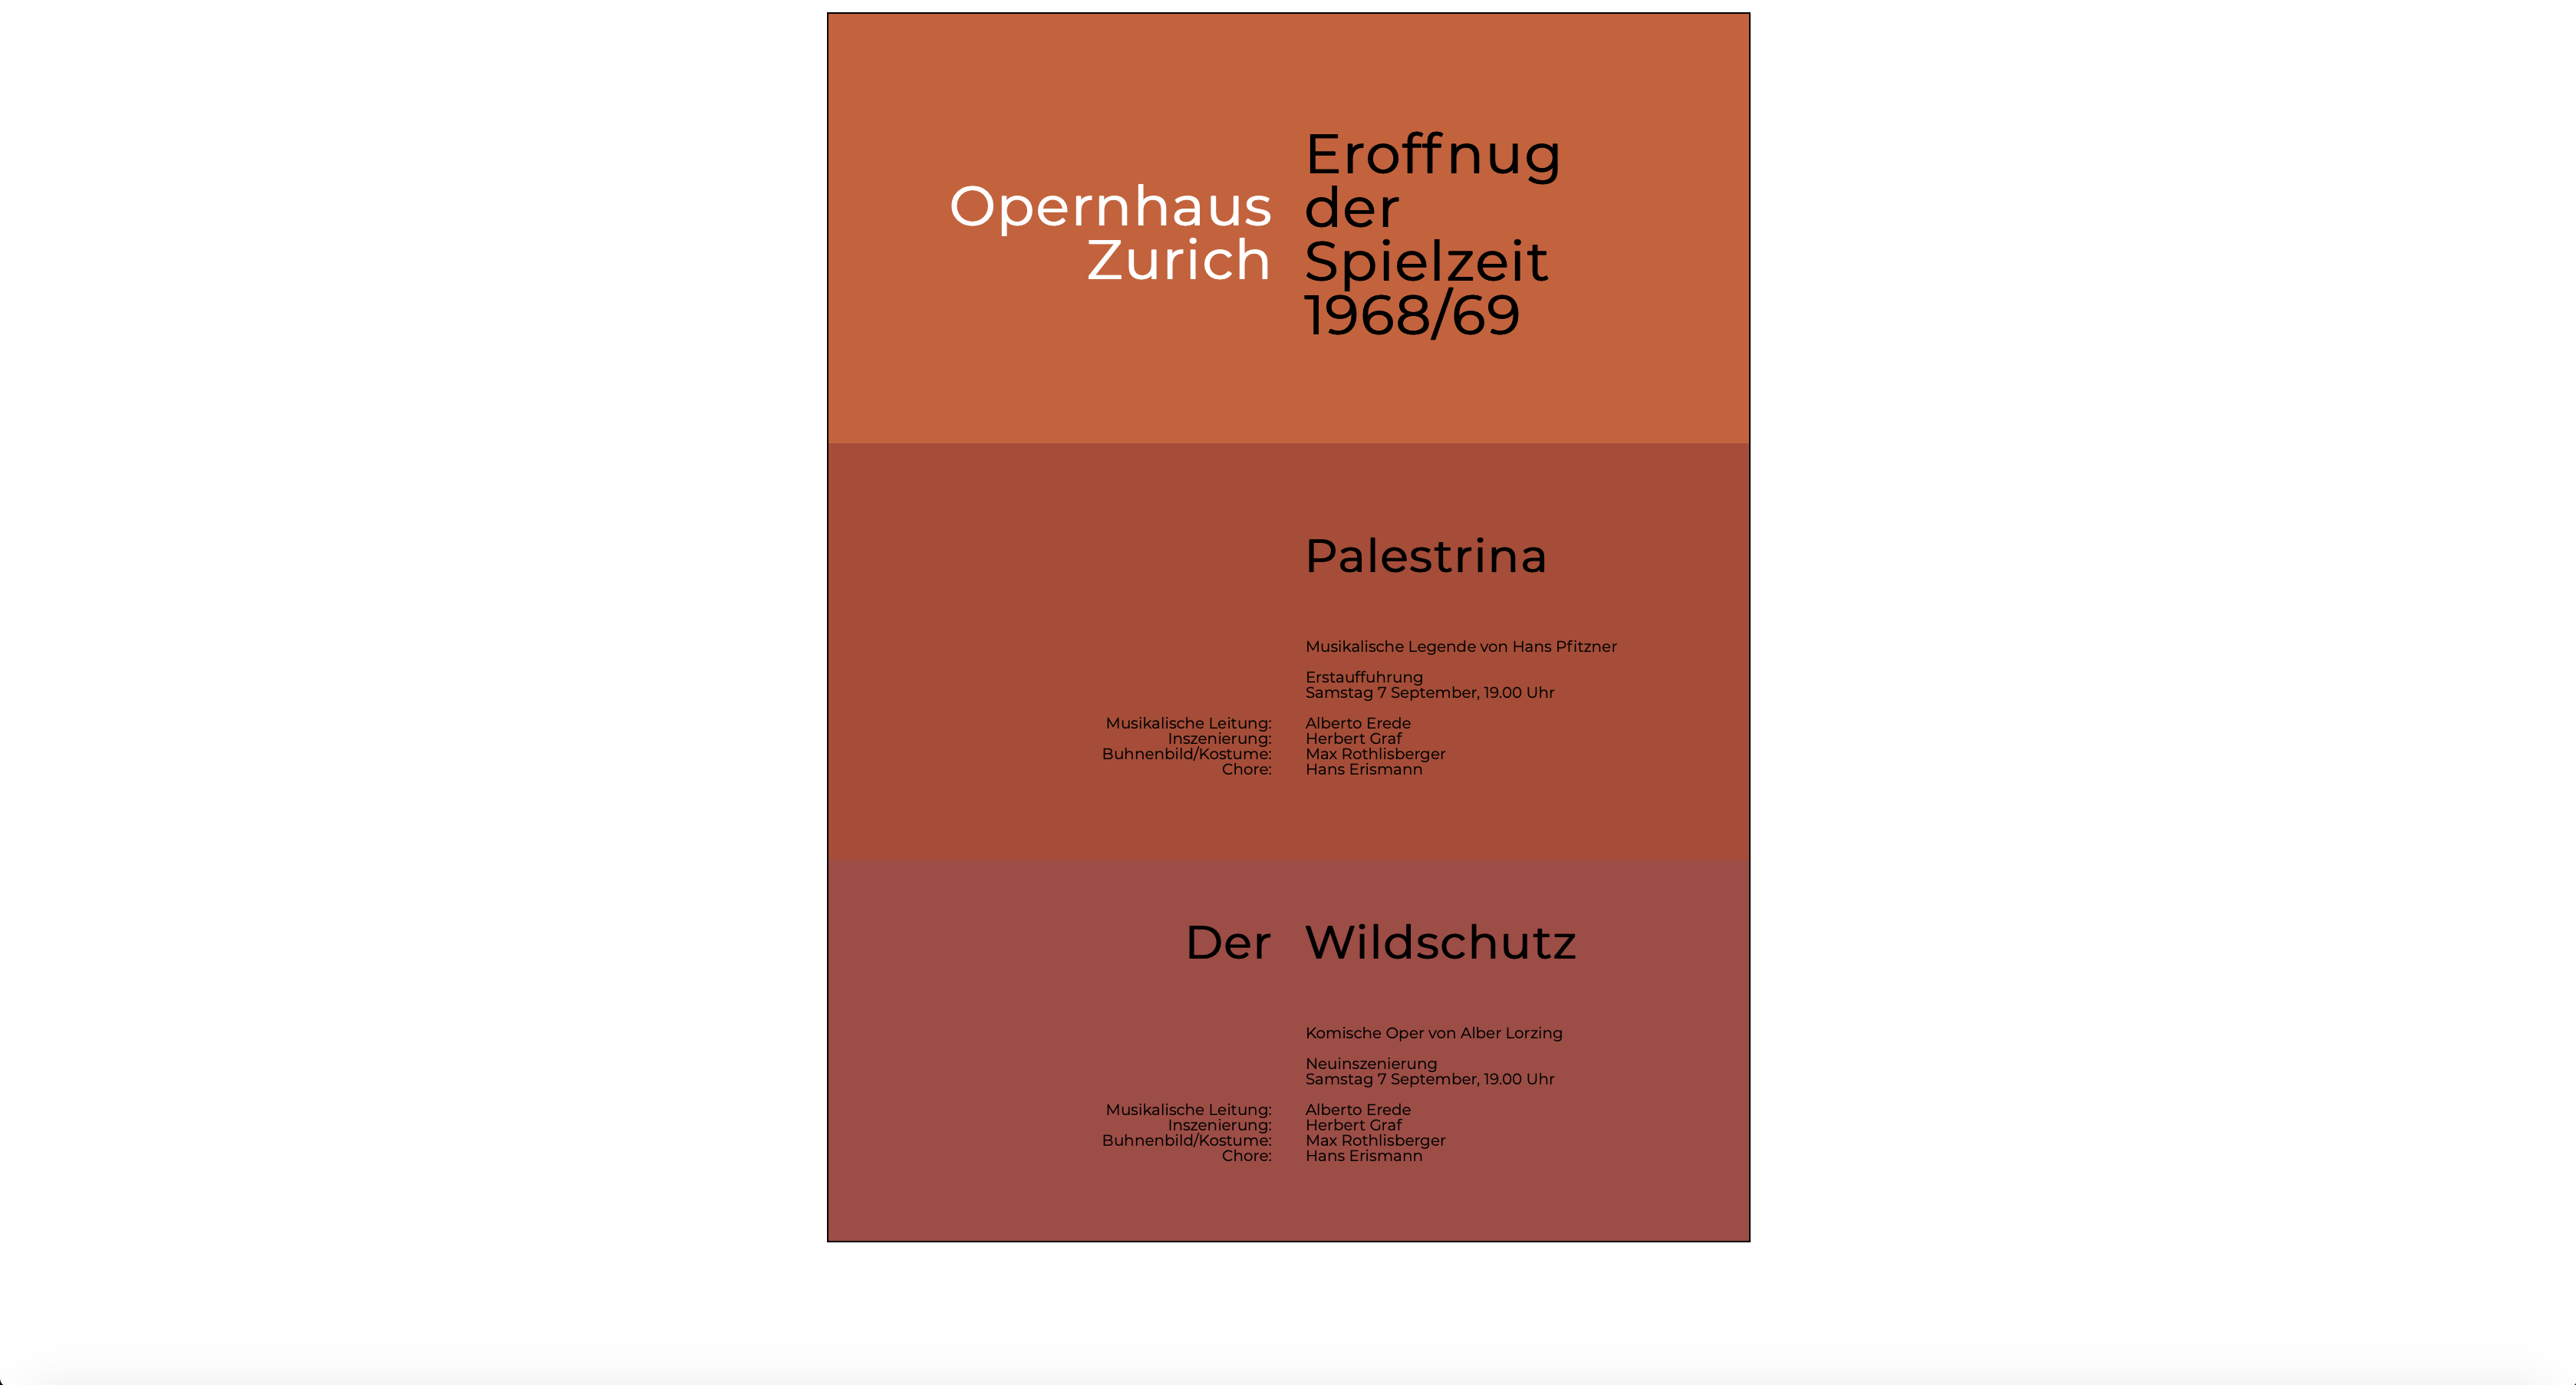 Opernhaus
Zurich
Eroffnug
der
Spielzeit
1968/69
Palestrina
Musikalische Legende von Hans Pfitzner
Erstauffuhrung
Samstag 7 September, 19.00 Uhr
Musikalische Leitung: Alberto Erede
Inszenierung: Herbert Graf
Buhnenbild/Kostume: Max Rothlisberger
Chore: Hans Erismann
Der Wildschutz
Komische Oper von Alber Lorzing
Neuinszenierung
Samstag 7 September, 19.00 Uhr
Musikalische Leitung: Alberto Erede
Inszenierung: Herbert Graf
Buhnenbild/Kostume: Max Rothlisberger
Chore: Hans Erismann